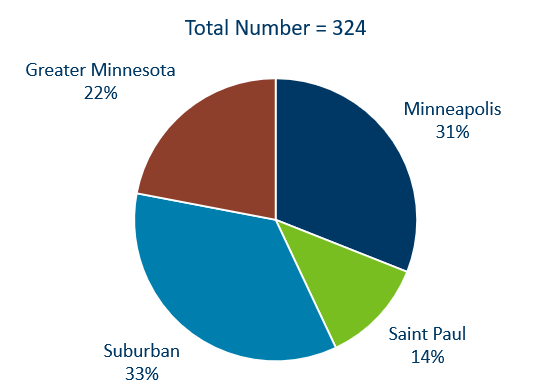 Total Number = 324
Greater Minnesota
22%
Minneapolis
31%
Saint Paul
14%
Suburban
33%